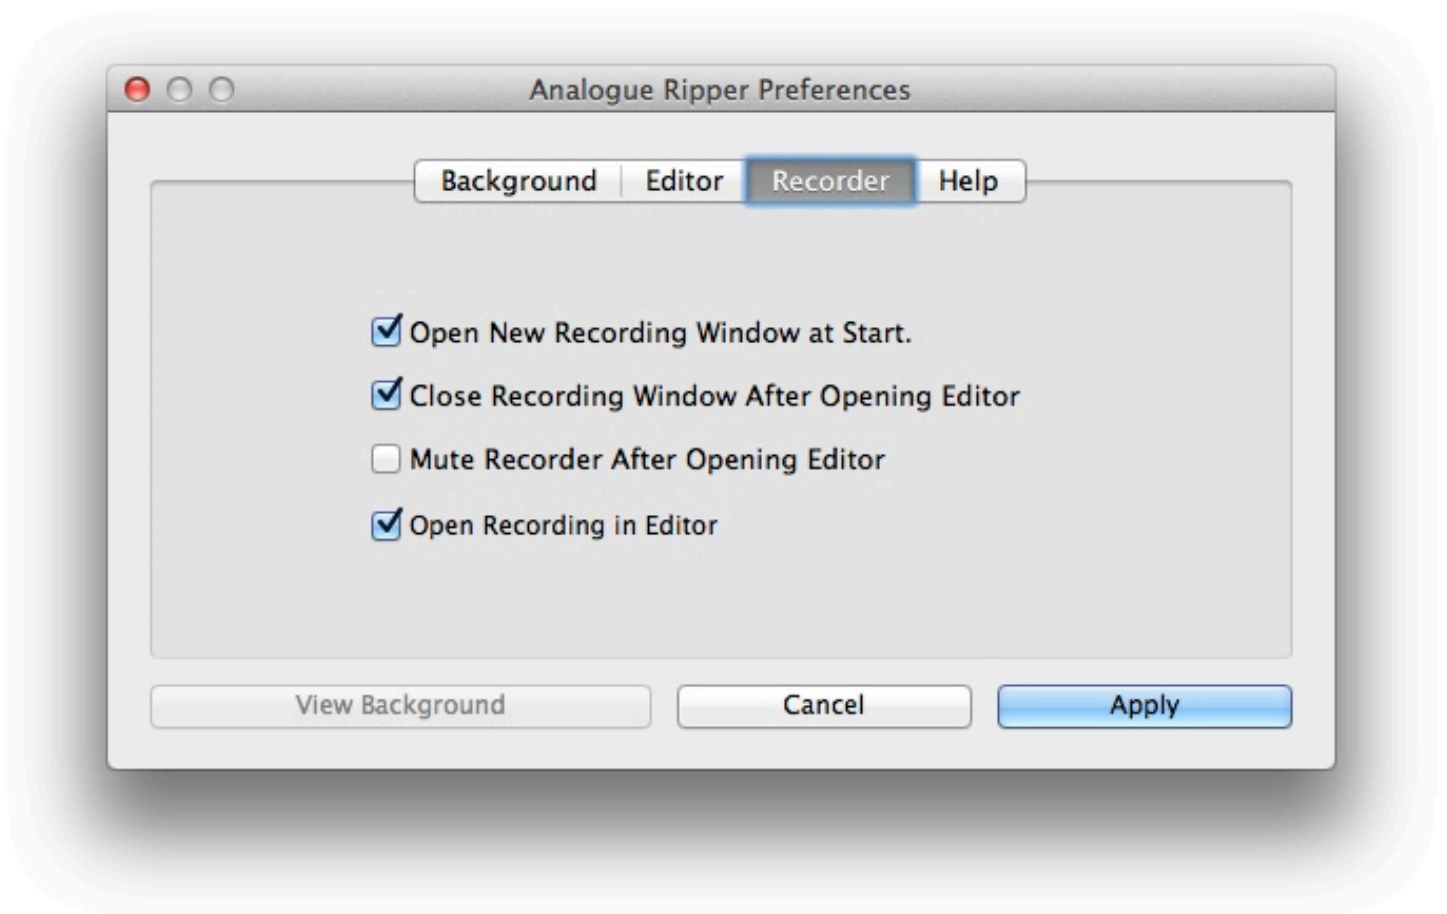 Analogue Ripper Preferences
Background Editor Recorder Help
Open New Recording Window at Start.
Close Recording Window After Opening Editor
Mute Recorder After Opening Editor
Open Recording in Editor
View Background Cancel Apply